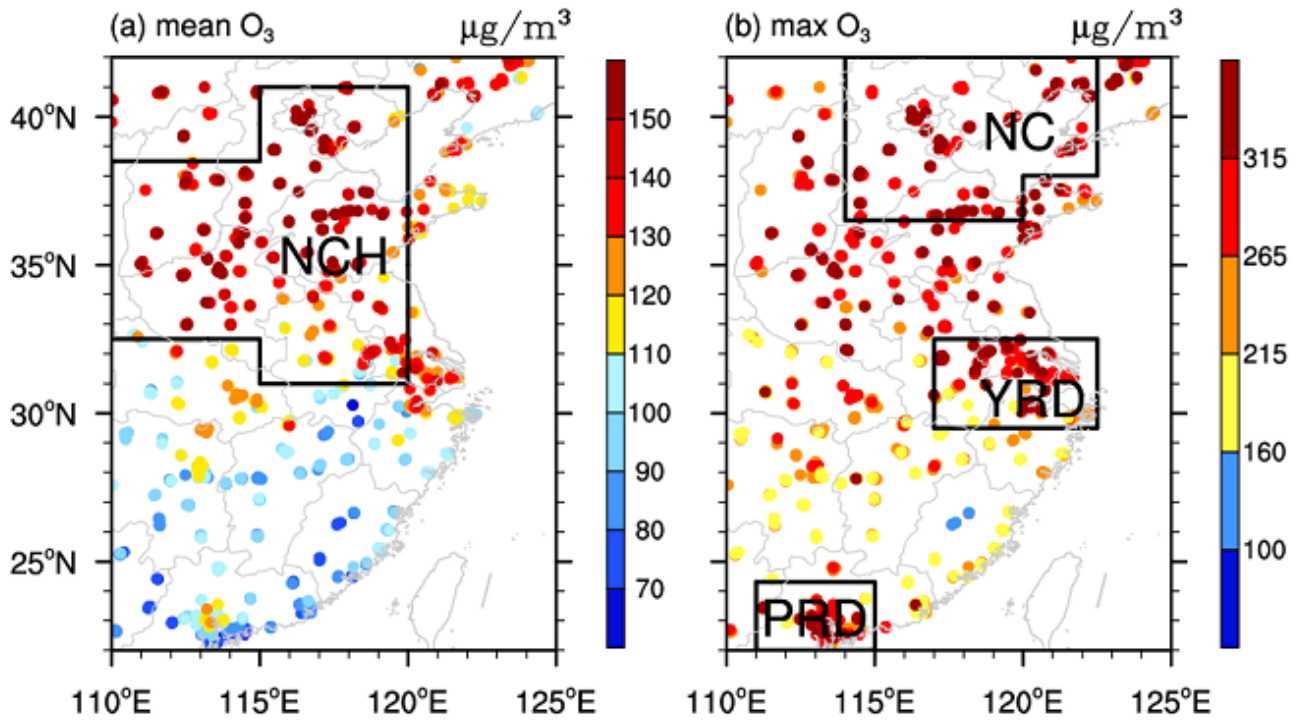 (a) mean O₃
μg/m³
(b) max O₃
μg/m³
40°N
35°N
30°N
25°N
110°E
115°E
120°E
125°E
NCH
150
140
130
120
110
100
90
80
70
110°E
115°E
120°E
125°E
NC
YRD
PRD
315
265
215
160
100